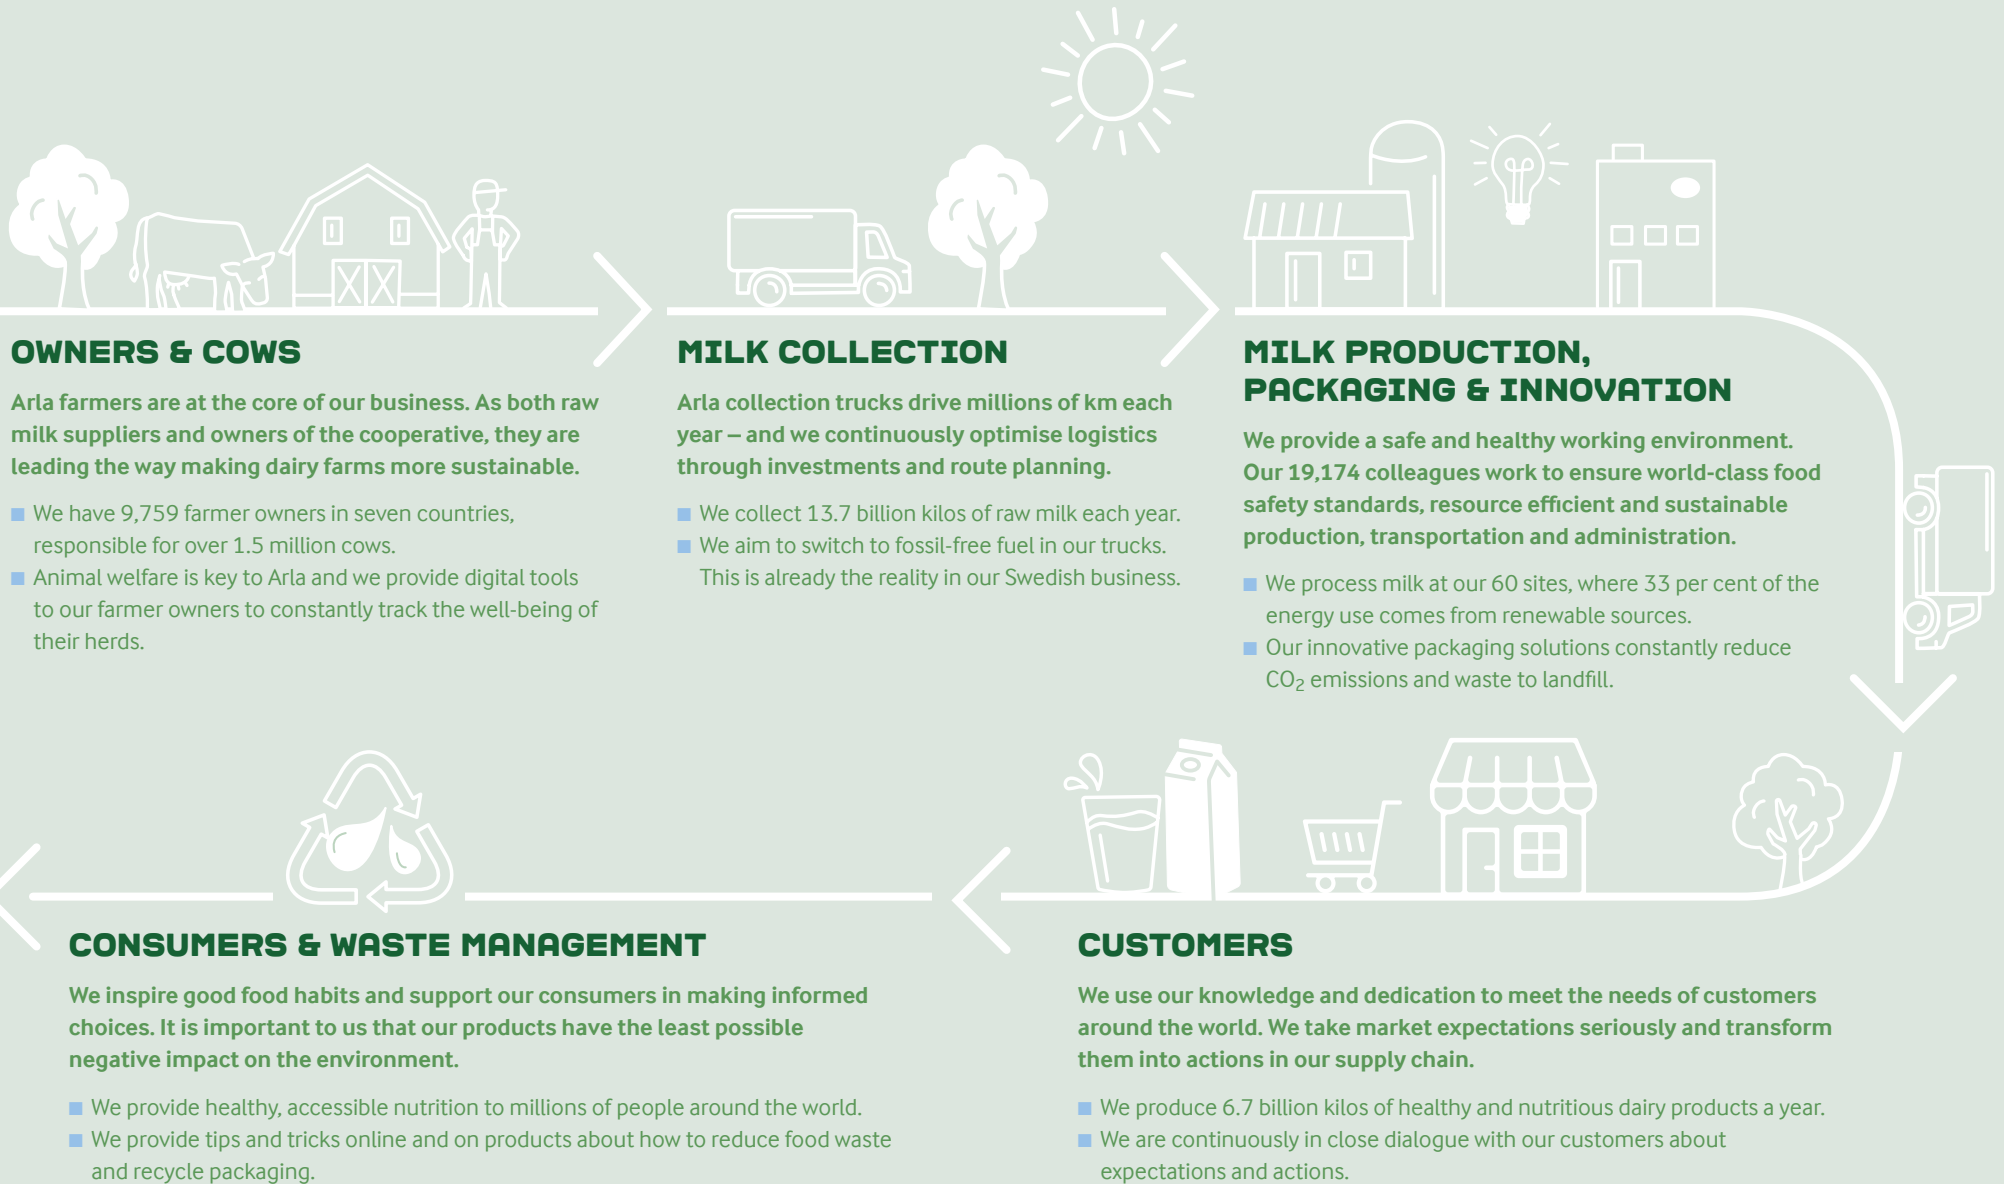 OWNERS & COWS
Arla farmers are at the core of our business. As both raw
milk suppliers and owners of the cooperative, they are
leading the way making dairy farms more sustainable.
■ We have 9,759 farmer owners in seven countries,
responsible for over 1.5 million cows.
■ Animal welfare is key to Arla and we provide digital tools
to our farmer owners to constantly track the well-being of
their herds.
MILK COLLECTION
Arla collection trucks drive millions of km each
year – and we continuously optimise logistics
through investments and route planning.
■ We collect 13.7 billion kilos of raw milk each year.
■ We aim to switch to fossil-free fuel in our trucks.
This is already the reality in our Swedish business.
MILK PRODUCTION,
PACKAGING & INNOVATION
We provide a safe and healthy working environment.
Our 19,174 colleagues work to ensure world-class food
safety standards, resource efficient and sustainable
production, transportation and administration.
■ We process milk at our 60 sites, where 33 per cent of the
energy use comes from renewable sources.
■ Our innovative packaging solutions constantly reduce
CO₂ emissions and waste to landfill.
CUSTOMERS
We use our knowledge and dedication to meet the needs of customers
around the world. We take market expectations seriously and transform
them into actions in our supply chain.
■ We produce 6.7 billion kilos of healthy and nutritious dairy products a year.
■ We are continuously in close dialogue with our customers about
expectations and actions.
CONSUMERS & WASTE MANAGEMENT
We inspire good food habits and support our consumers in making informed
choices. It is important to us that our products have the least possible
negative impact on the environment.
■ We provide healthy, accessible nutrition to millions of people around the world.
■ We provide tips and tricks online and on products about how to reduce food waste
and recycle packaging.